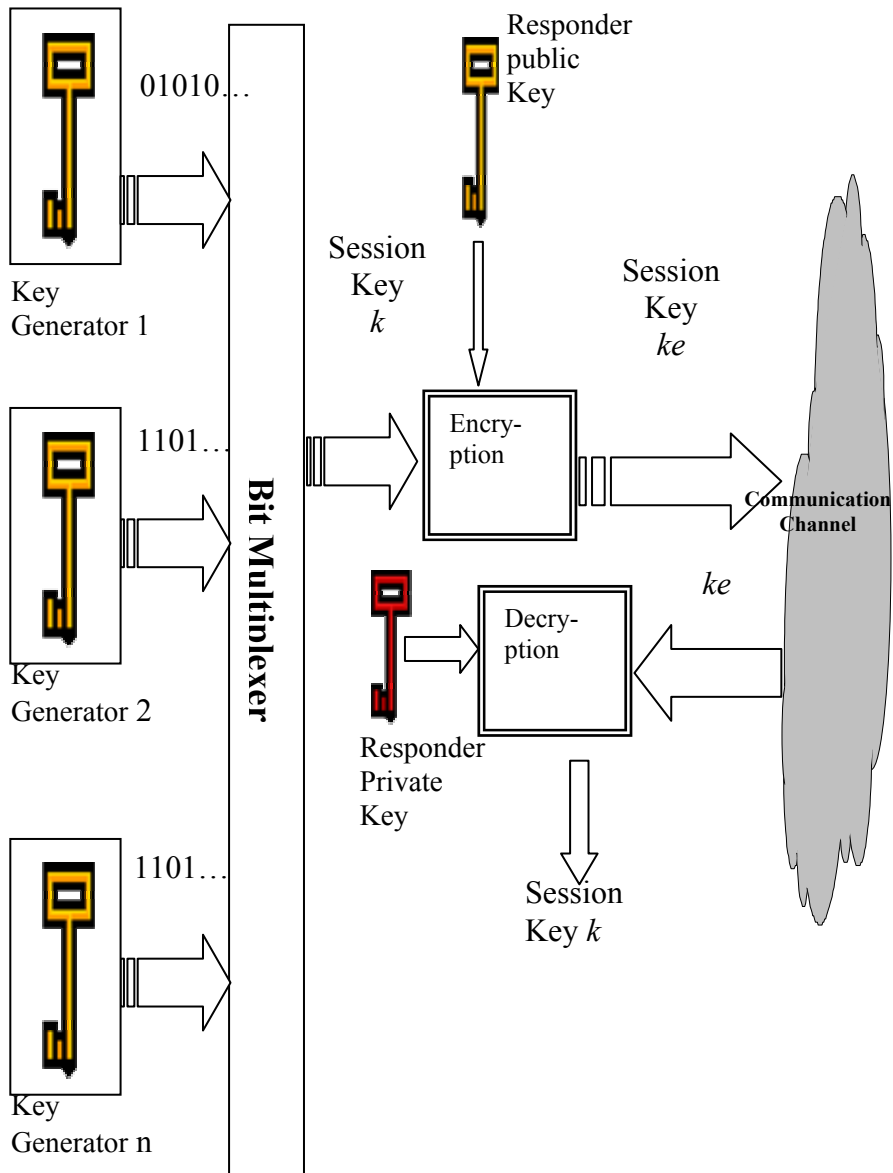 01010...
Key
Generator 1
1101...
Key
Generator 2
1101...
Key
Generator n
Bit Multiplexer
Responder
public
Key
Session
Key
k
Session
Key
ke
Encry-
ption
Communication
Channel
ke
Decry-
ption
Responder
Private
Key
Session
Key k